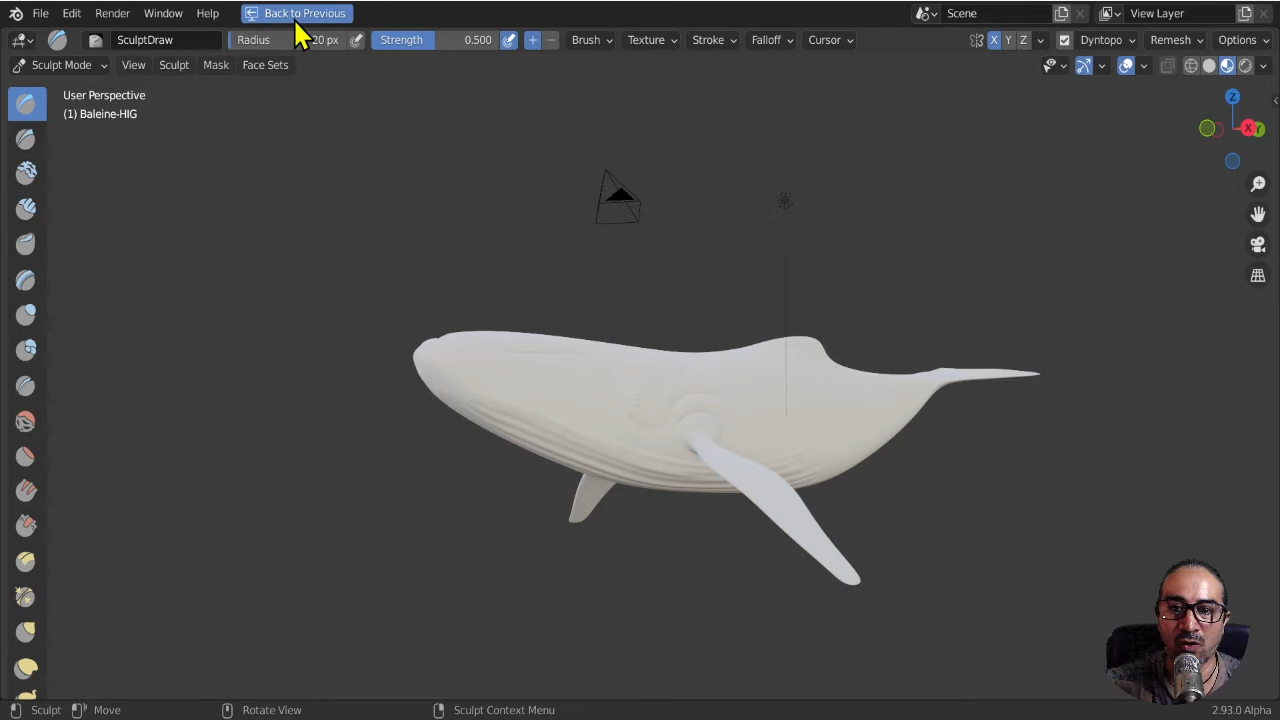 File Edit Render Window Help Back to Previous Scene View Layer
SculptDraw Radius 20 px Strength 0.500 Brush Texture Stroke Falloff Cursor X Y Z Dyntopo Remesh Options
Sculpt Mode View Sculpt Mask Face Sets
User Perspective
(1) Baleine-HIG
Z
X Y
Sculpt Move Rotate View Sculpt Context Menu 2.93.0 Alpha